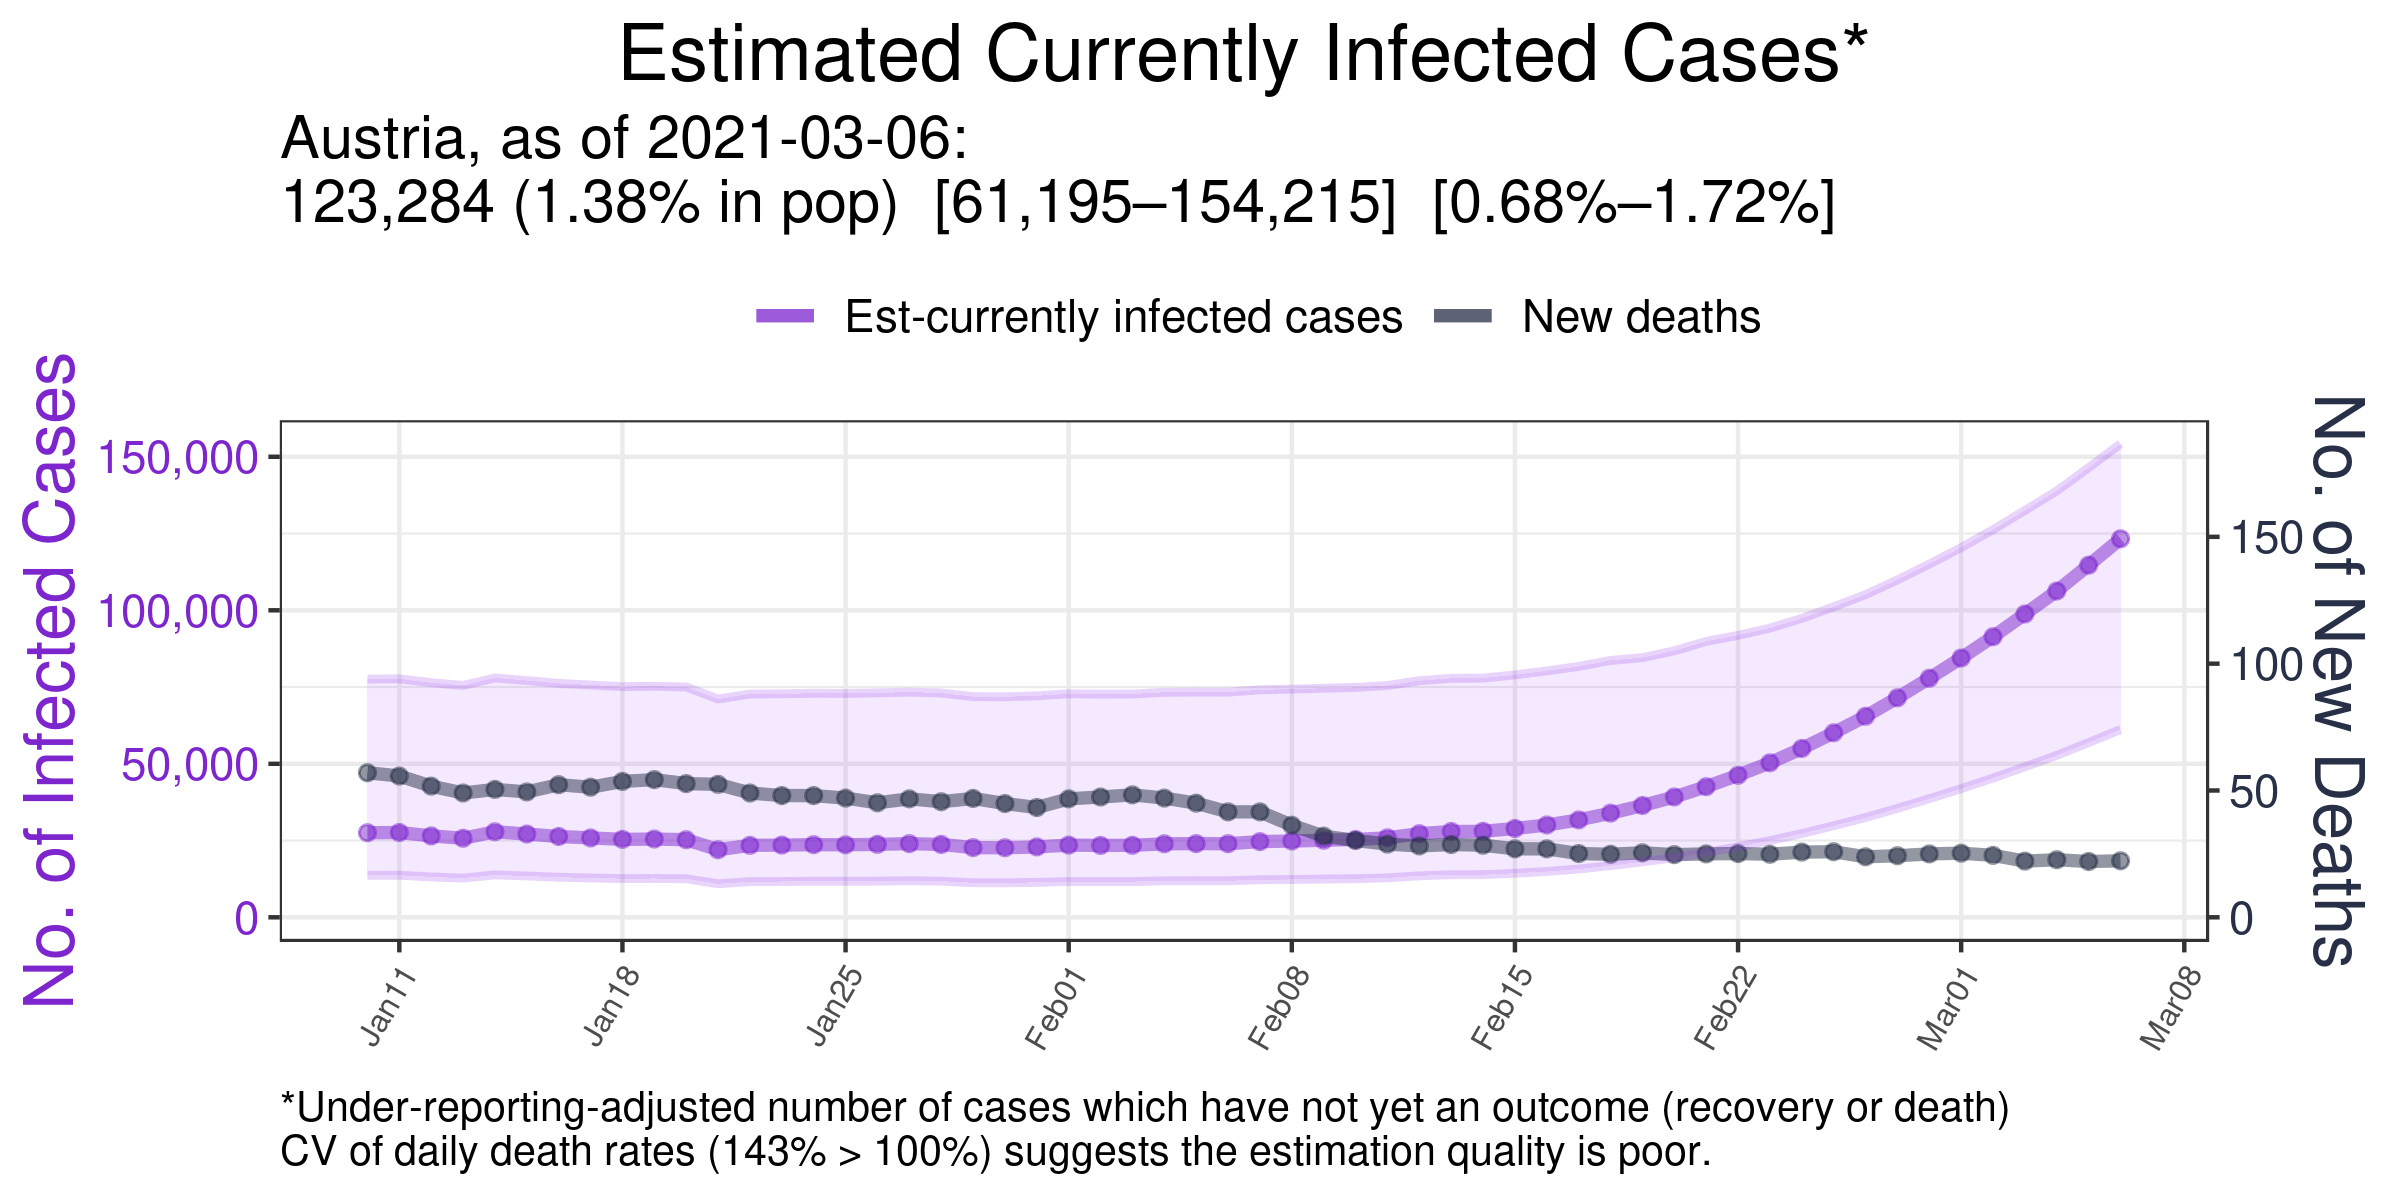 Estimated Currently Infected Cases*
Austria, as of 2021-03-06:
123,284 (1.38% in pop) [61,195–154,215] [0.68%–1.72%]
Est-currently infected cases
New deaths
No. of Infected Cases
150,000
100,000
50,000
0
No. of New Deaths
150
100
50
0
Jan11
Jan18
Jan25
Feb01
Feb08
Feb15
Feb22
Mar01
Mar08
*Under-reporting-adjusted number of cases which have not yet an outcome (recovery or death)
CV of daily death rates (143% > 100%) suggests the estimation quality is poor.